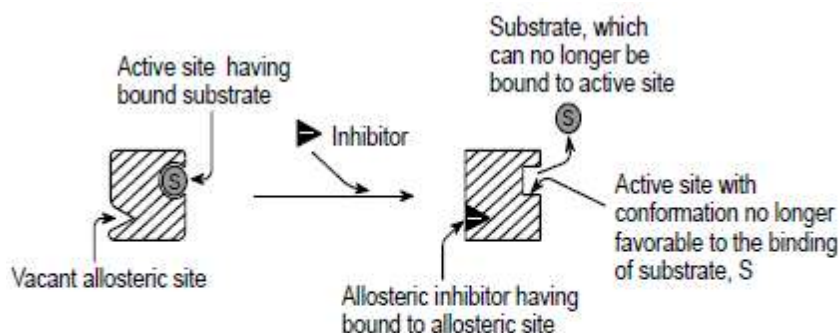 Active site having
bound substrate
S
Vacant allosteric site
Inhibitor
Substrate, which
can no longer be
bound to active site
S
Active site with
conformation no longer
favorable to the binding
of substrate, S
Allosteric inhibitor having
bound to allosteric site